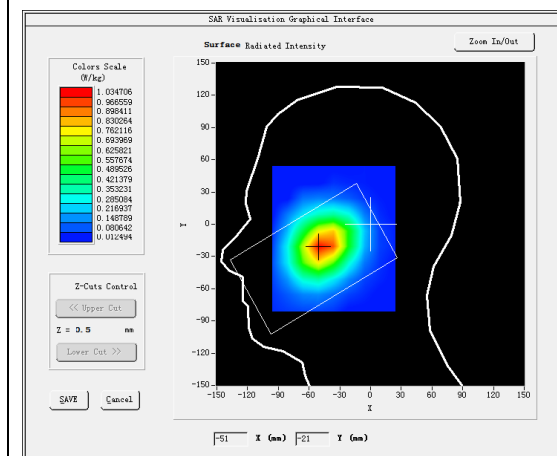 SAR Visualisation Graphical Interface
Surface Radiated Intensity
Zoom In/Out
Colors Scale
(W/kg)
1.034706
0.966559
0.898411
0.830264
0.762116
0.693969
0.625821
0.557674
0.489526
0.421379
0.353231
0.285084
0.216937
0.148789
0.080642
0.012494
150
120
90
60
30
Y
0
-30
-60
-90
-120
-150
-150 -120 -90 -60 -30 0 30 60 90 120 150
X
Z-Cuts Control
<< Upper Cut
Z = 0.5 mm
Lower Cut >>
SAVE Cancel
-51 X (mm) -21 Y (mm)